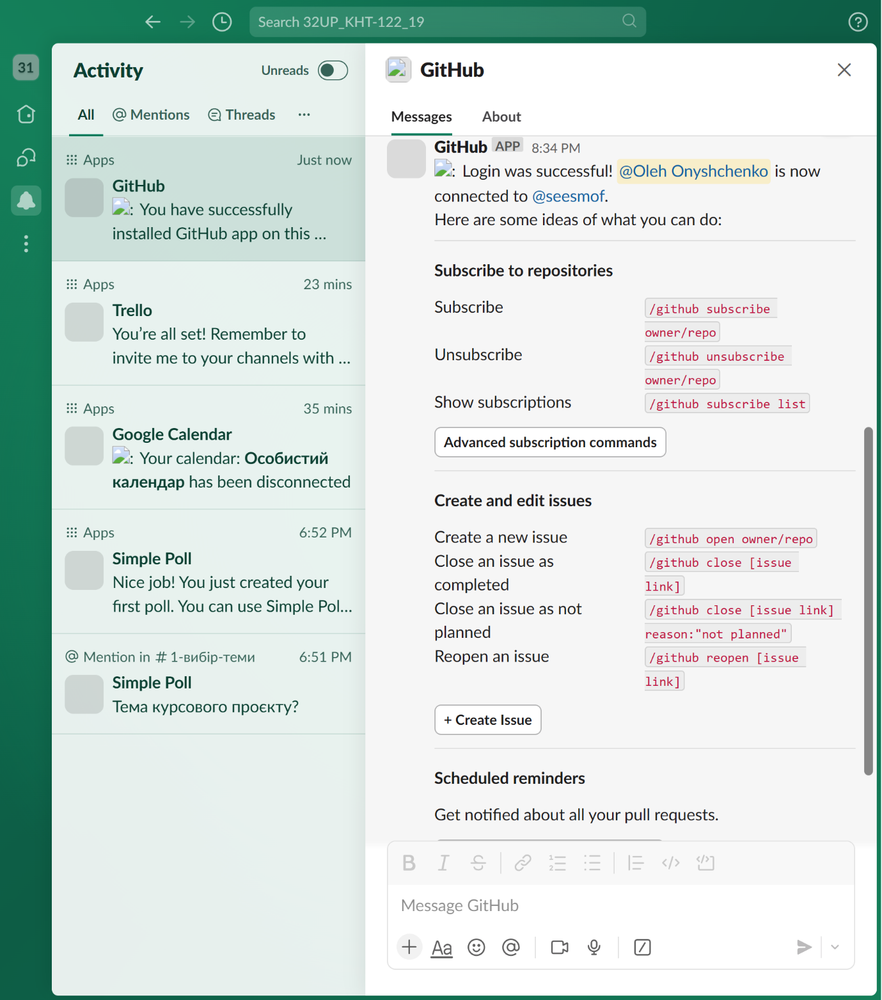 Search 32UP_KHT-122_19
31
Activity
Unreads
All
Mentions
Threads
Apps
Just now
GitHub
: You have successfully
installed GitHub app on this ...
Apps
23 mins
Trello
You’re all set! Remember to
invite me to your channels with ...
Apps
35 mins
Google Calendar
: Your calendar: Особистий
календар has been disconnected
Apps
6:52 PM
Simple Poll
Nice job! You just created your
first poll. You can use Simple Pol...
Mention in # 1-вибір-теми
6:51 PM
Simple Poll
Тема курсового проєкту?
GitHub
Messages
About
GitHub APP 8:34 PM
: Login was successful! @Oleh Onyshchenko is now
connected to @seesmof.
Here are some ideas of what you can do:
Subscribe to repositories
Subscribe
/github subscribe
owner/repo
Unsubscribe
/github unsubscribe
owner/repo
Show subscriptions
/github subscribe list
Advanced subscription commands
Create and edit issues
Create a new issue
/github open owner/repo
Close an issue as
completed
/github close [issue
link]
Close an issue as not
planned
/github close [issue link]
reason:"not planned"
Reopen an issue
/github reopen [issue
link]
+ Create Issue
Scheduled reminders
Get notified about all your pull requests.
Message GitHub
Aa